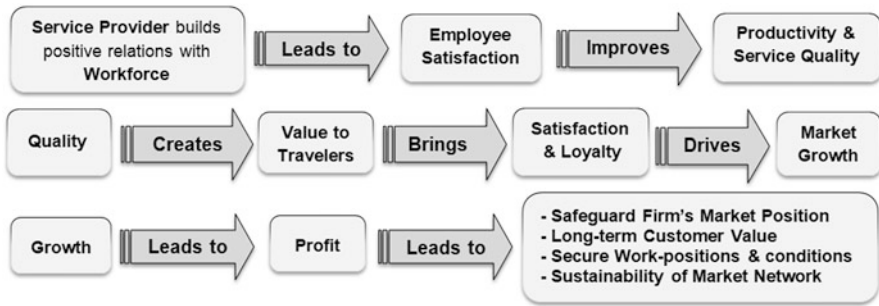 Service Provider builds
positive relations with
Workforce
Leads to
Employee
Satisfaction
Improves
Productivity &
Service Quality
Quality
Creates
Value to
Travelers
Brings
Satisfaction
& Loyalty
Drives
Market
Growth
Growth
Leads to
Profit
Leads to
- Safeguard Firm's Market Position
- Long-term Customer Value
- Secure Work-positions & conditions
- Sustainability of Market Network